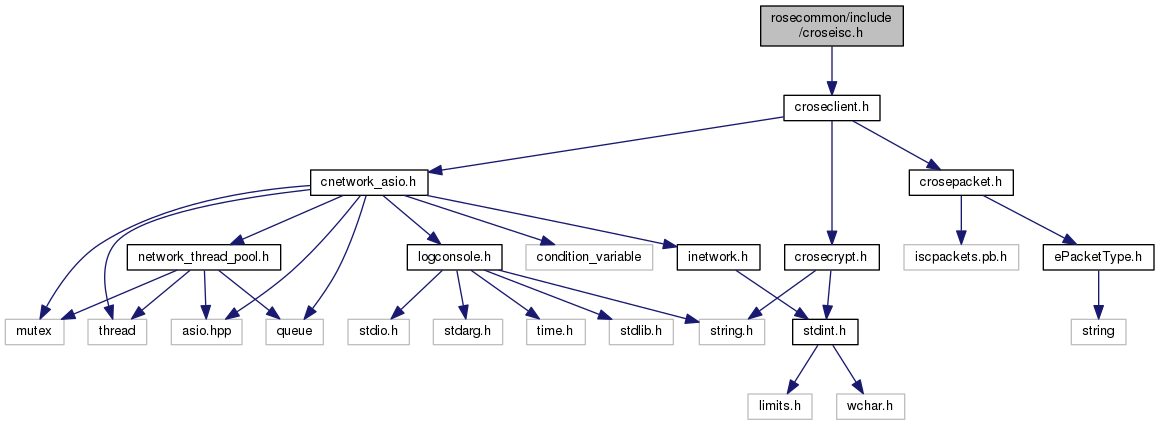 rosecommon/include
/croseisc.h
croseclient.h
cnetwork_asio.h
crosepacket.h
network_thread_pool.h
logconsole.h
condition_variable
inetwork.h
crosecrypt.h
iscpackets.pb.h
ePacketType.h
mutex
thread
asio.hpp
queue
stdio.h
stdarg.h
time.h
stdlib.h
string.h
stdint.h
string
limits.h
wchar.h